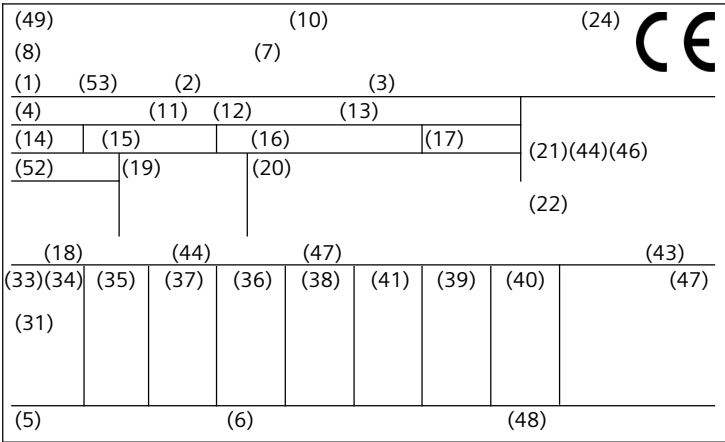 (49) (10) (24) CE
(8) (7)
(1) (53) (2) (3)
(4) (11) (12) (13)
(14) (15) (16) (17)
(21)(44)(46)
(52) (19) (20)
(22)
(18) (44) (47) (43)
(33)(34) (35) (37) (36) (38) (41) (39) (40) (47)
(31)
(5) (6) (48)